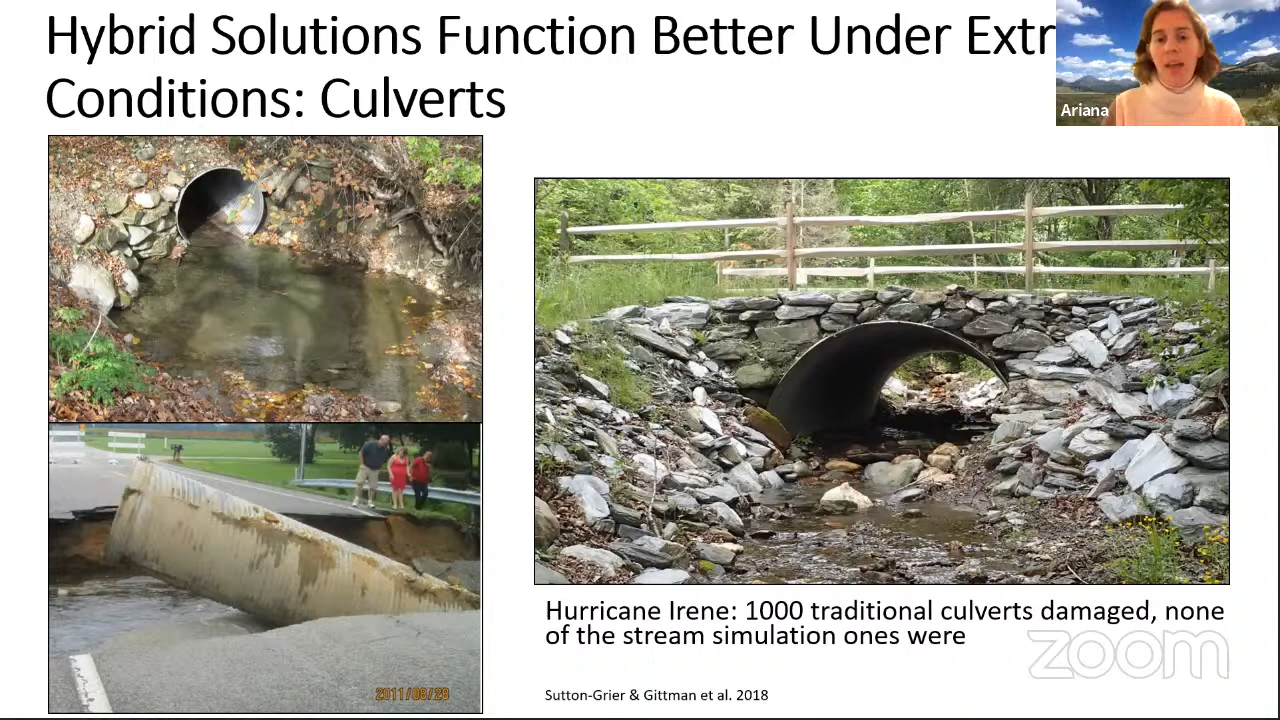 Hybrid Solutions Function Better Under Extr
Conditions: Culverts
Ariana
2011/08/28
Hurricane Irene: 1000 traditional culverts damaged, none
of the stream simulation ones were
zoom
Sutton-Grier & Gittman et al. 2018